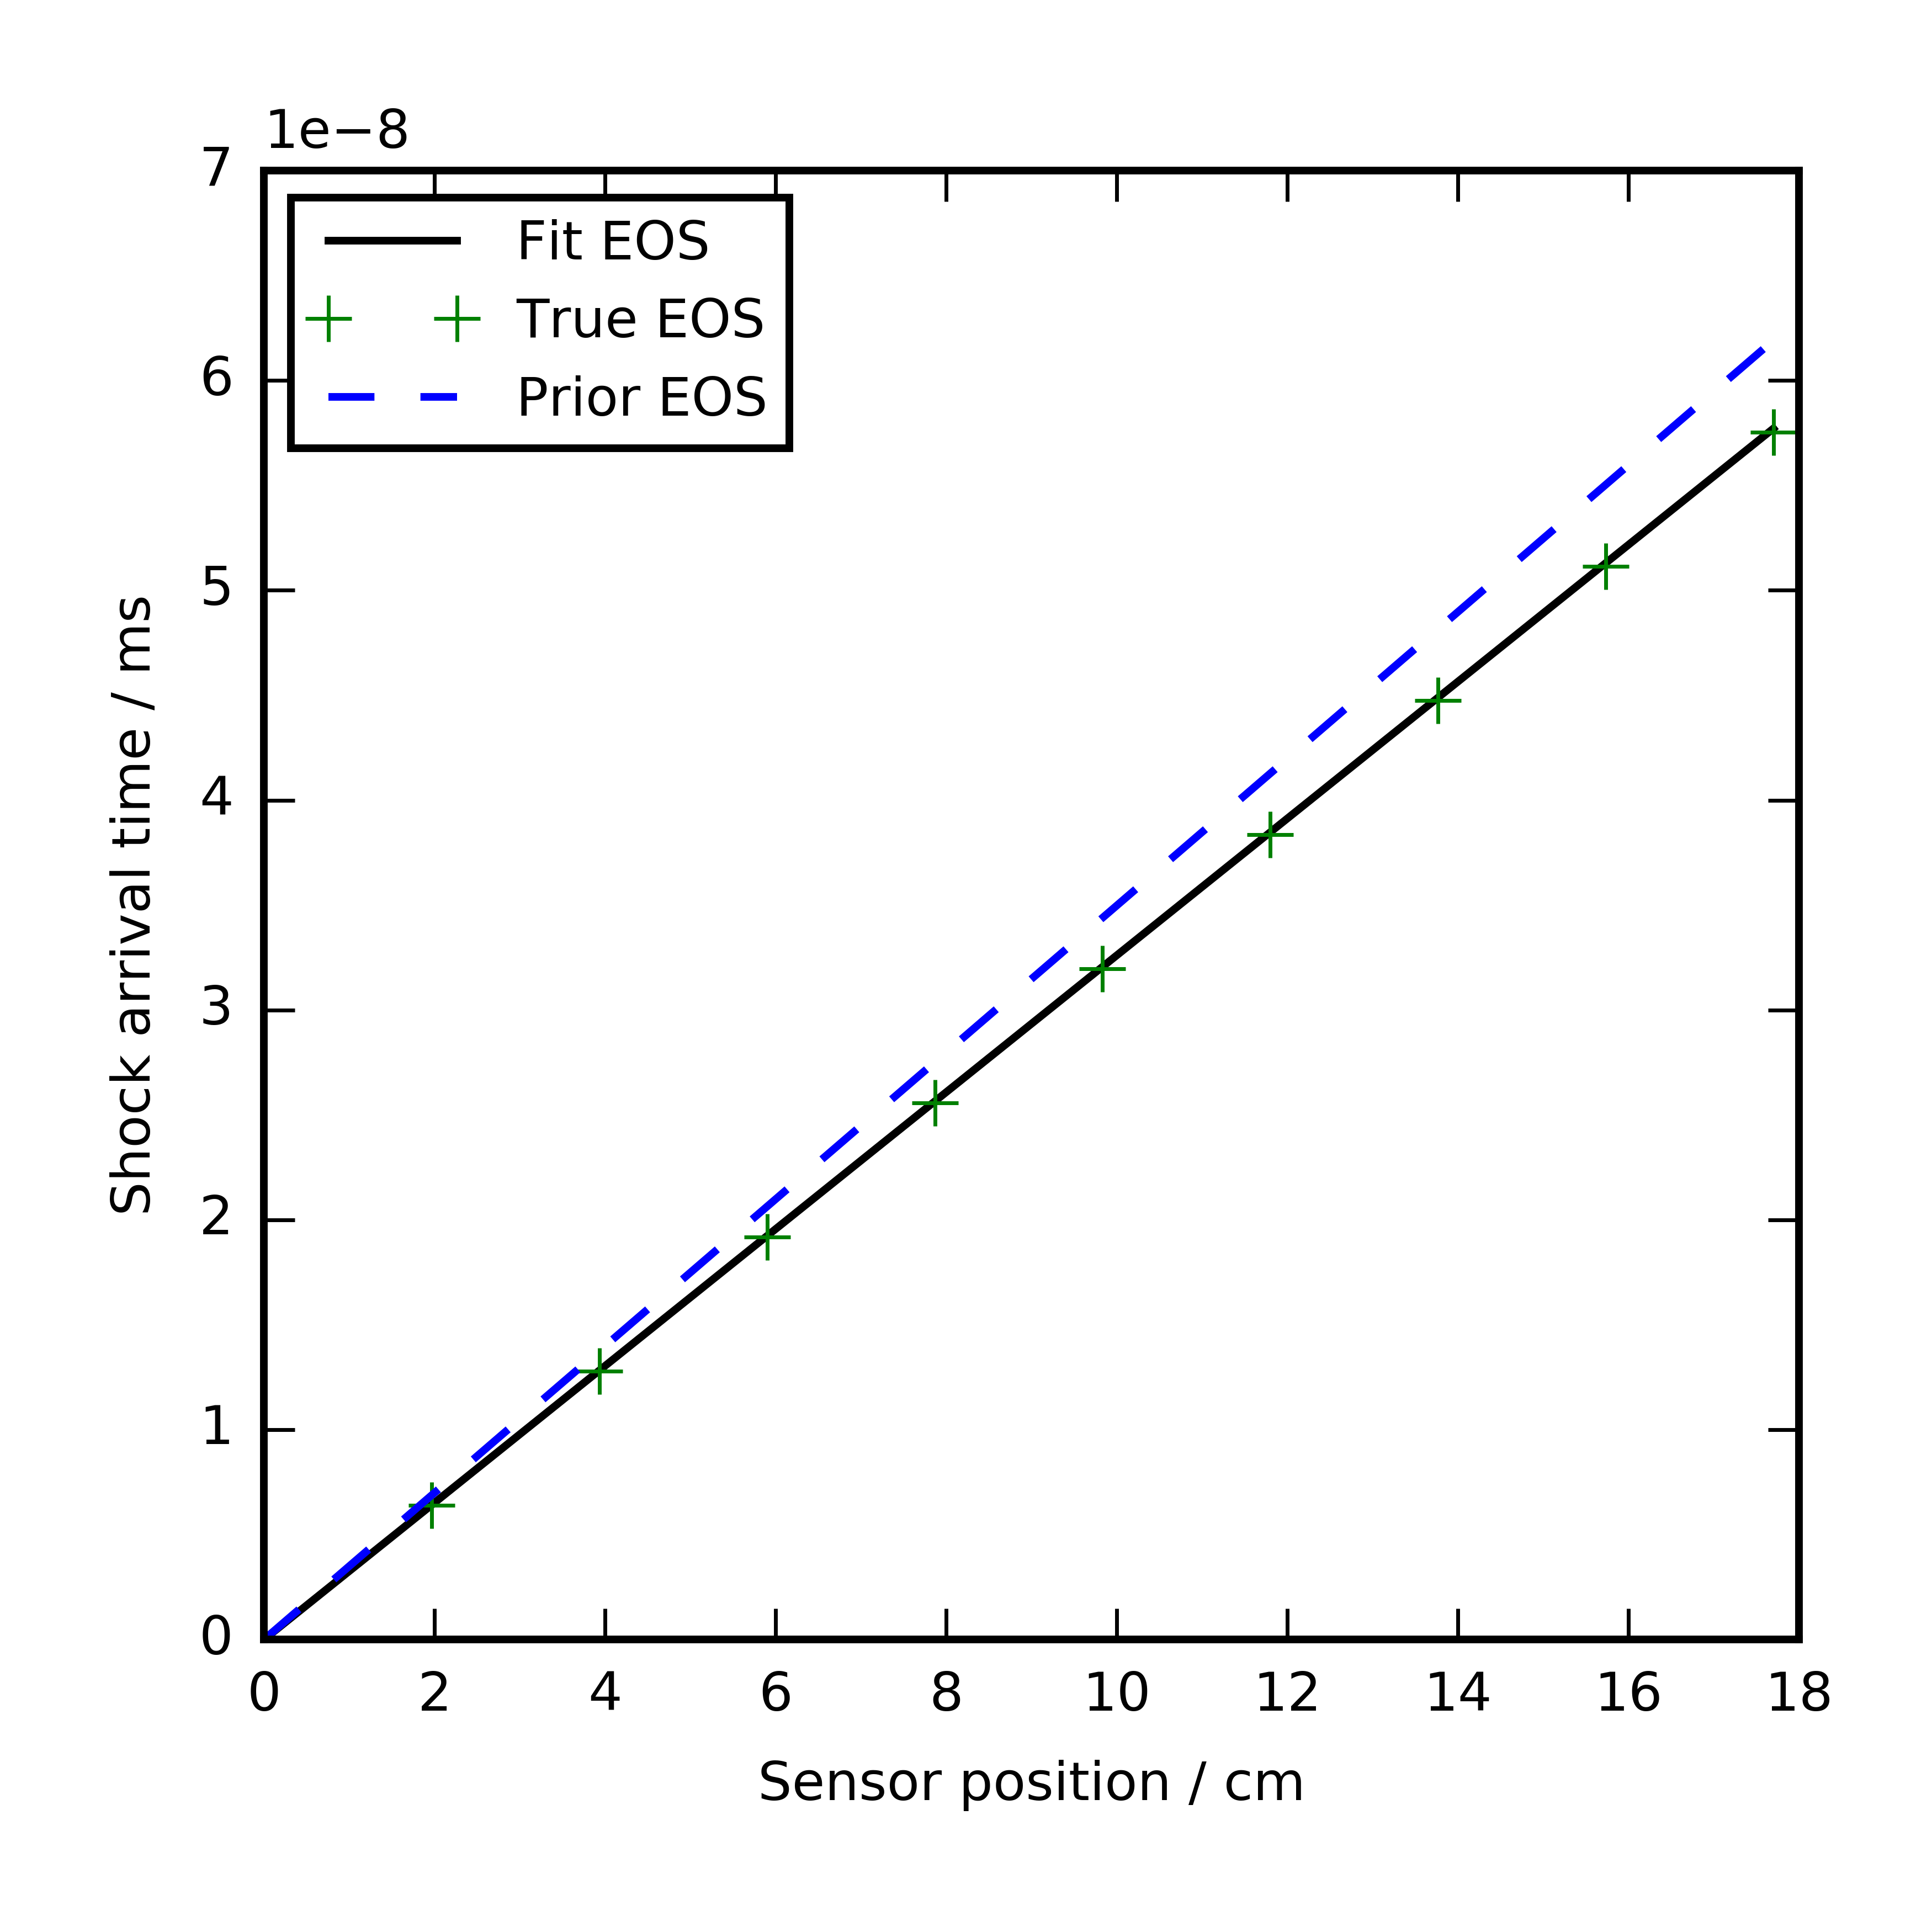 1e−8
7
6
5
4
3
2
1
0
Fit EOS
True EOS
Prior EOS
Shock arrival time / ms
0 2 4 6 8 10 12 14 16 18
Sensor position / cm